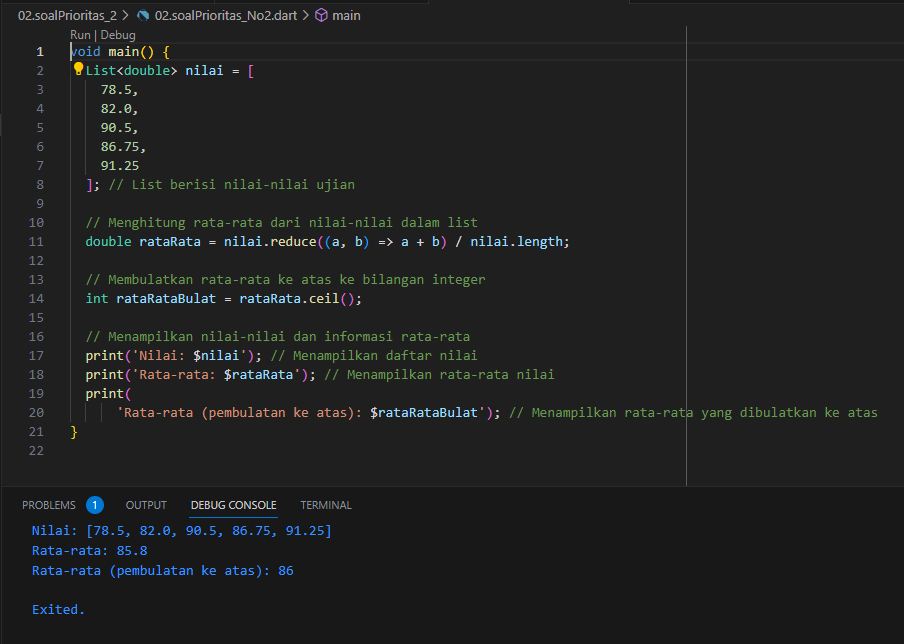 02.soalPrioritas_2 > 02.soalPrioritas_No2.dart > main
Run | Debug
1 void main() {
2 List<double> nilai = [
3 78.5,
4 82.0,
5 90.5,
6 86.75,
7 91.25
8 ]; // List berisi nilai-nilai ujian
9
10 // Menghitung rata-rata dari nilai-nilai dalam list
11 double rataRata = nilai.reduce((a, b) => a + b) / nilai.length;
12
13 // Membulatkan rata-rata ke atas ke bilangan integer
14 int rataRataBulat = rataRata.ceil();
15
16 // Menampilkan nilai-nilai dan informasi rata-rata
17 print('Nilai: $nilai'); // Menampilkan daftar nilai
18 print('Rata-rata: $rataRata'); // Menampilkan rata-rata nilai
19 print(
20 'Rata-rata (pembulatan ke atas): $rataRataBulat'); // Menampilkan rata-rata yang dibulatkan ke atas
21 }
22
PROBLEMS 1 OUTPUT DEBUG CONSOLE TERMINAL
Nilai: [78.5, 82.0, 90.5, 86.75, 91.25]
Rata-rata: 85.8
Rata-rata (pembulatan ke atas): 86
Exited.